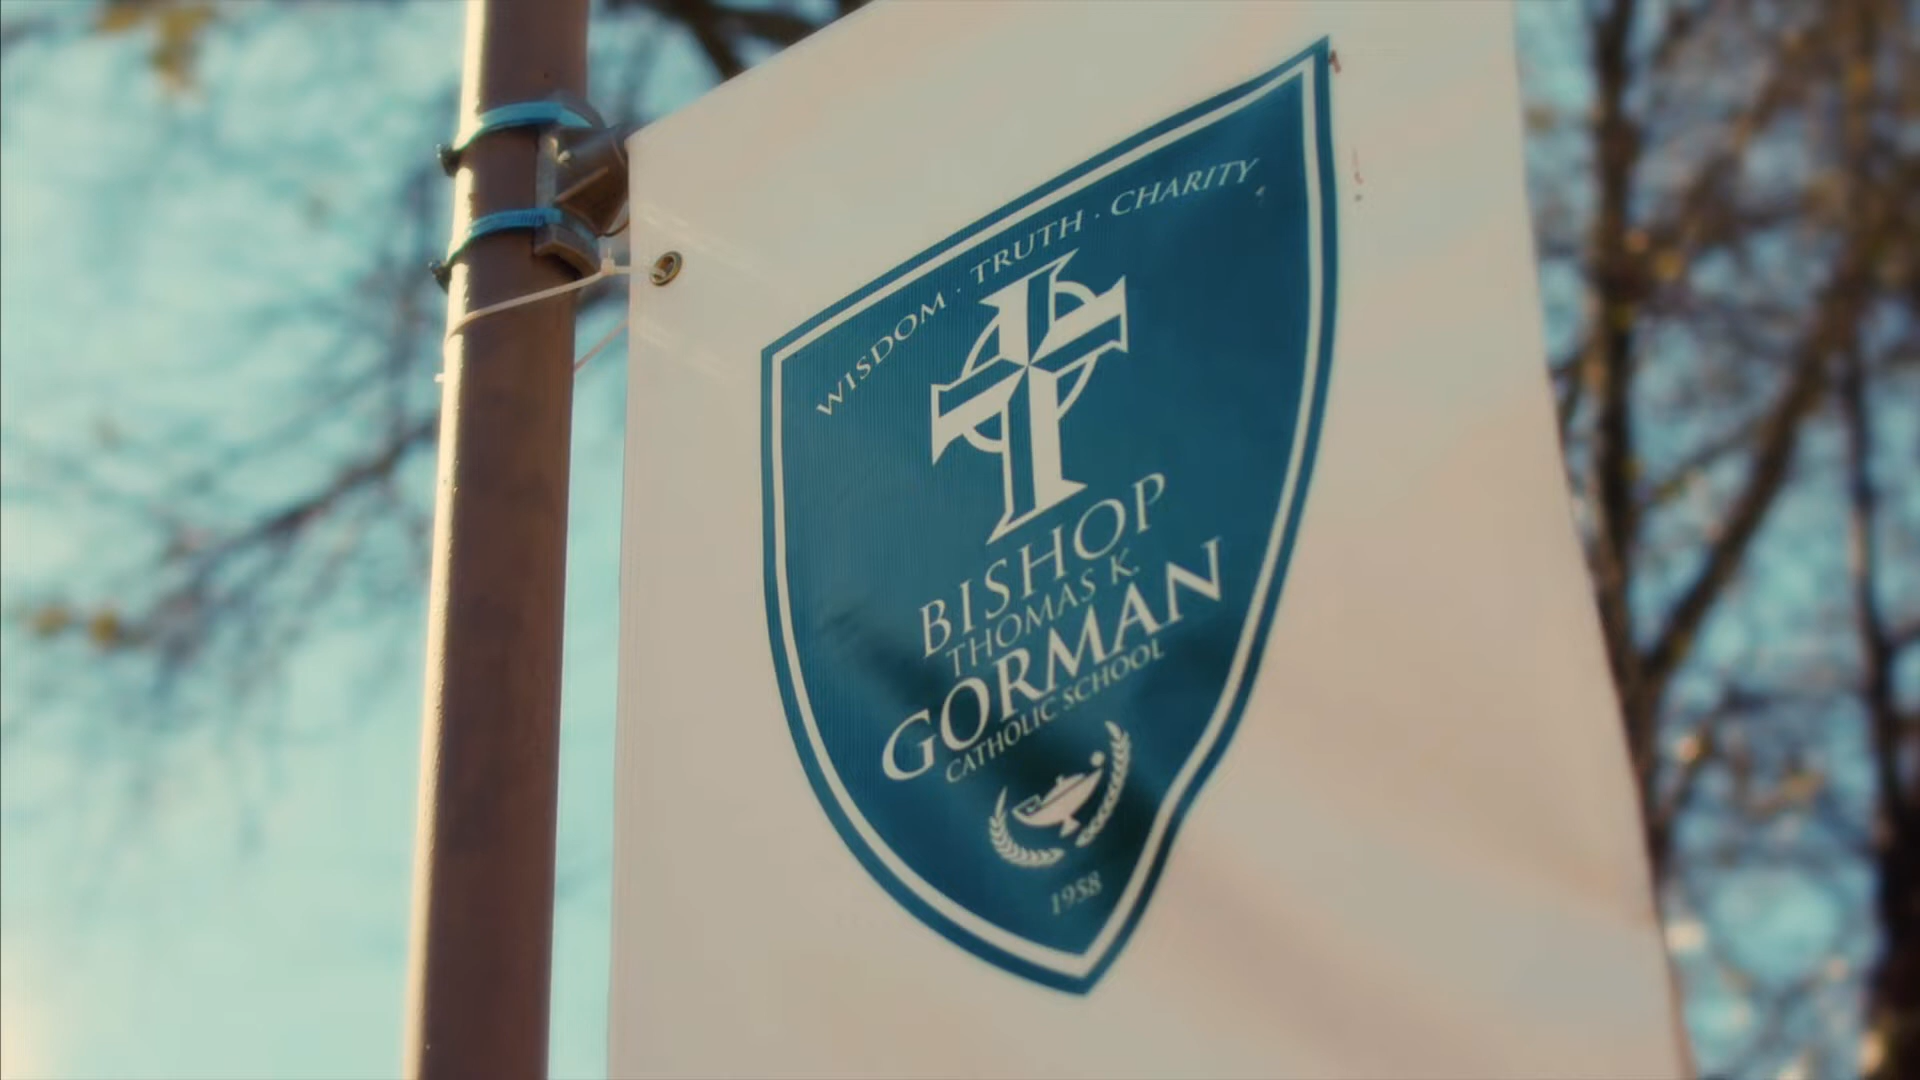 WISDOM · TRUTH · CHARITY
BISHOP
THOMAS K.
GORMAN
CATHOLIC SCHOOL
1958